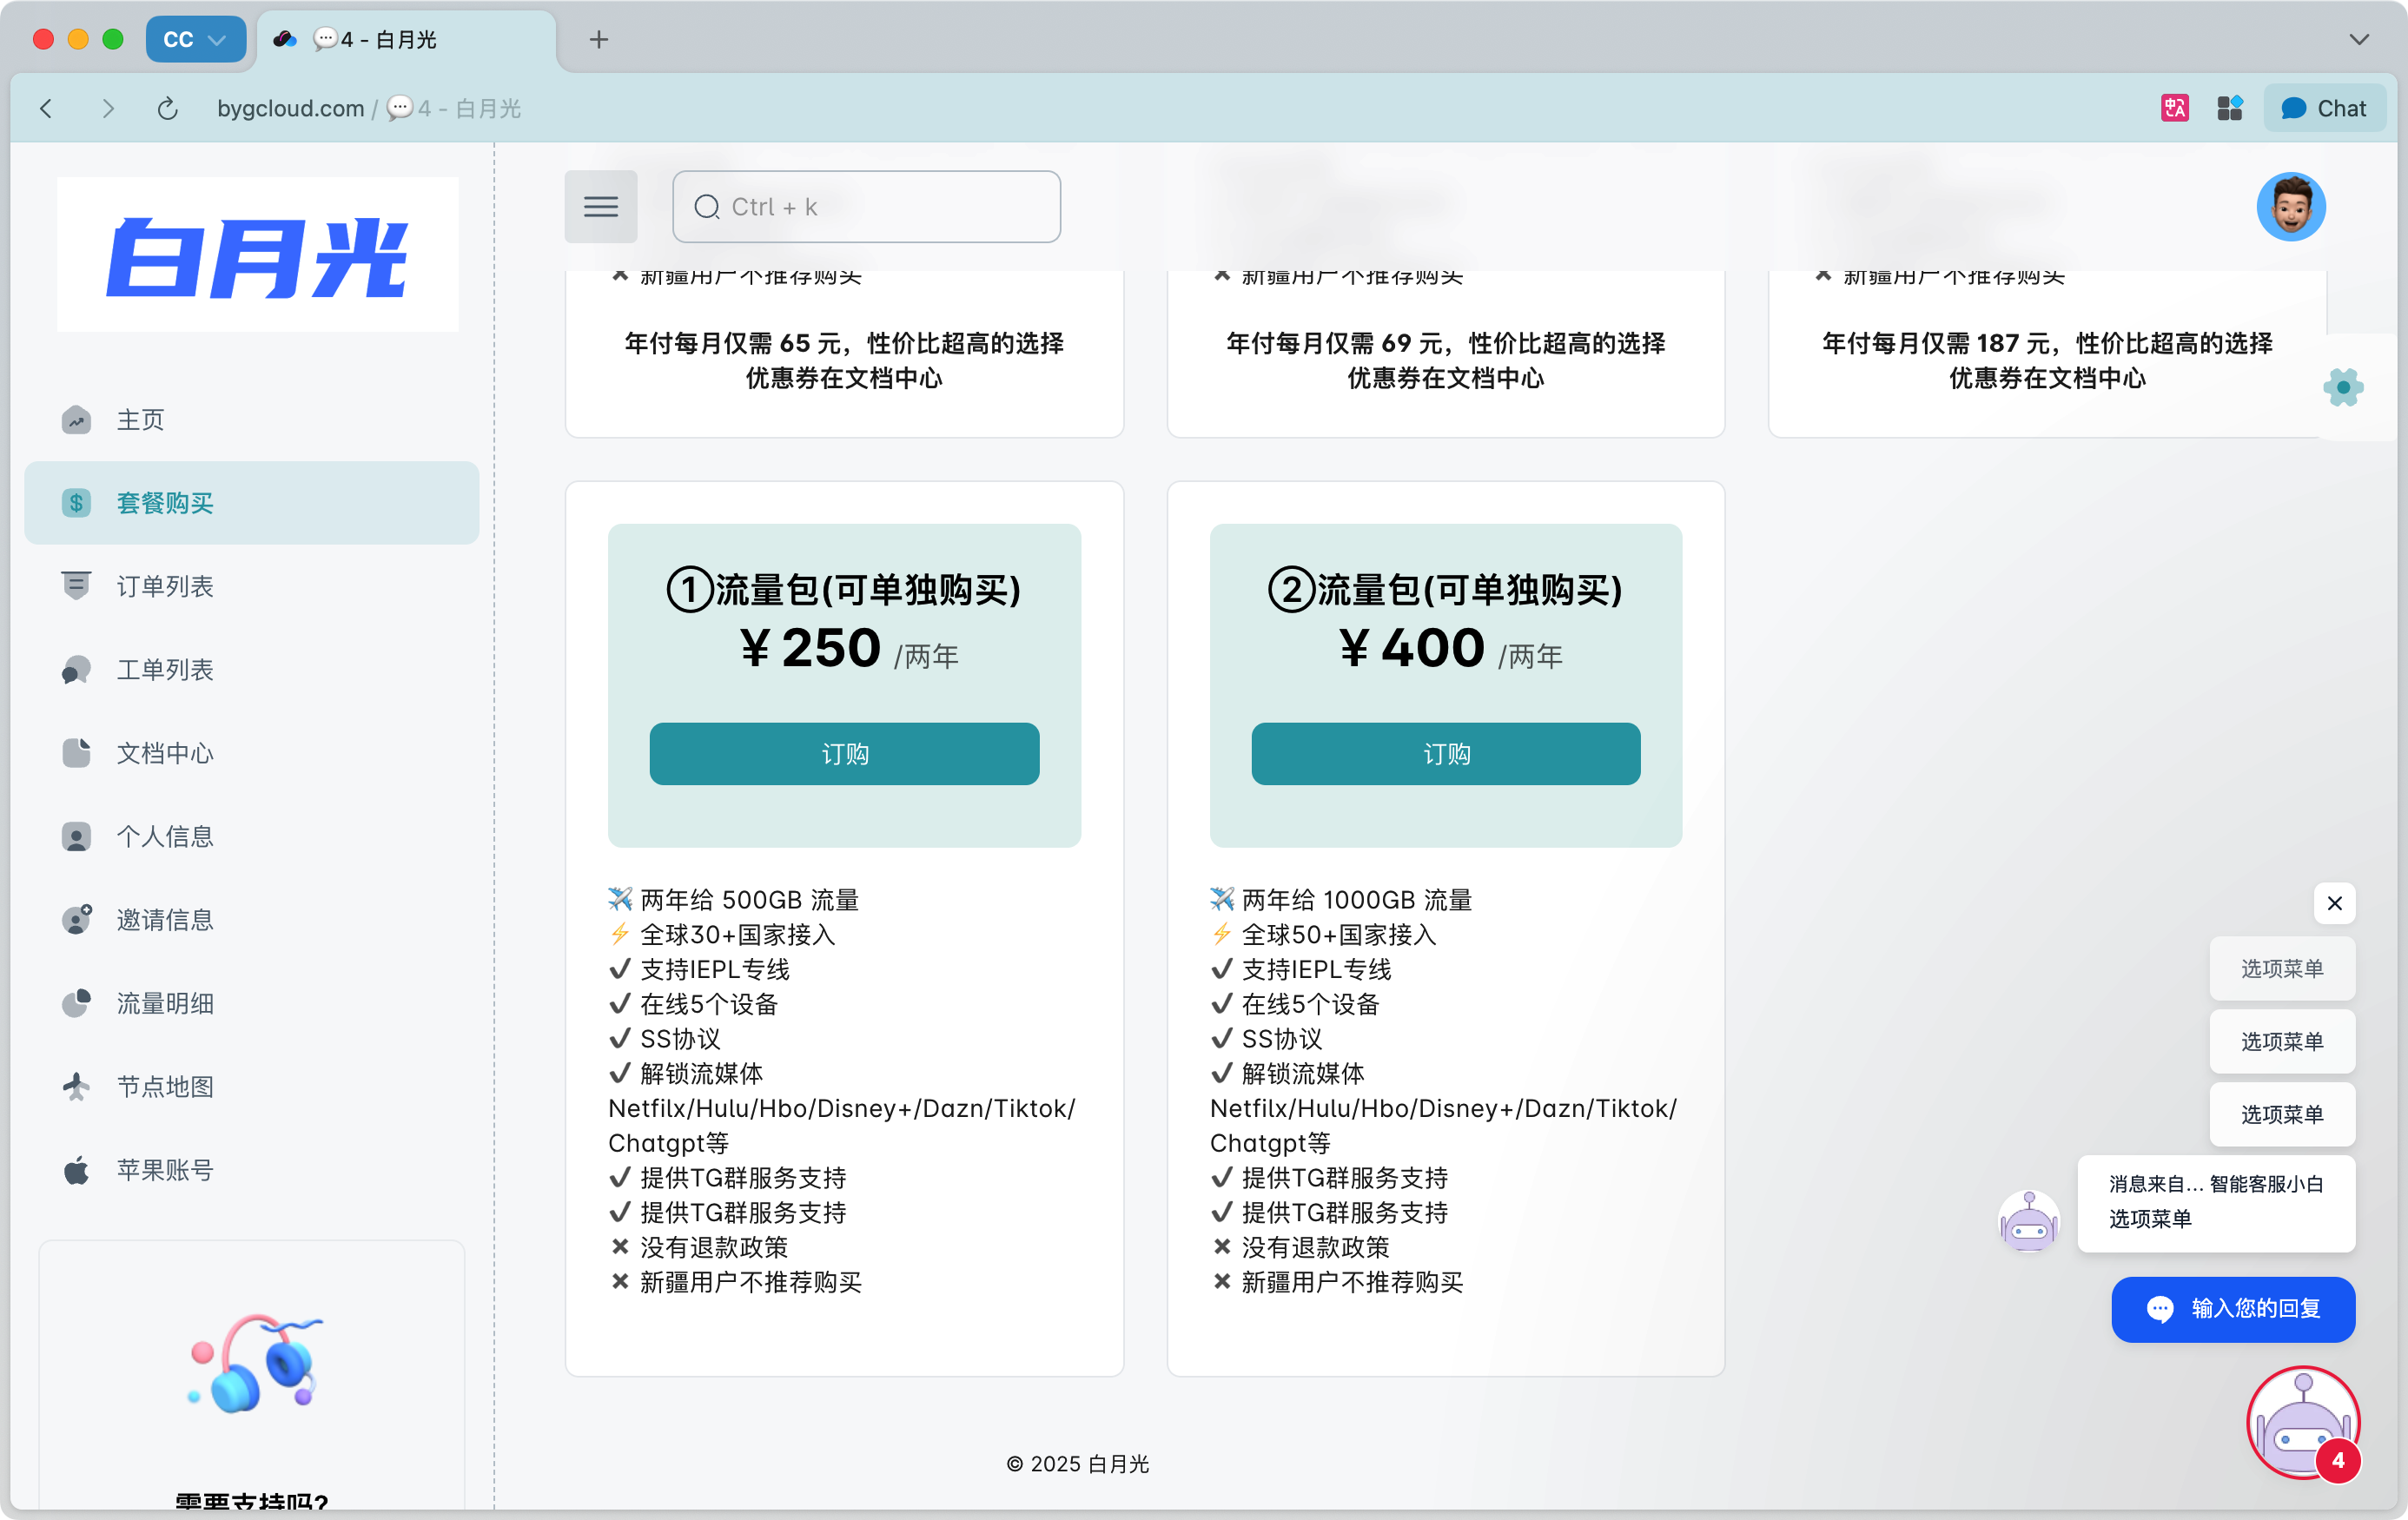 CC
💬4 - 白月光
bygcloud.com / 💬4 - 白月光
中A
Chat
白月光
Ctrl + k
主页
套餐购买
订单列表
工单列表
文档中心
个人信息
邀请信息
流量明细
节点地图
苹果账号
需要支持吗?
✖ 新疆用户不推荐购买
年付每月仅需 65 元，性价比超高的选择
优惠券在文档中心
✖ 新疆用户不推荐购买
年付每月仅需 69 元，性价比超高的选择
优惠券在文档中心
✖ 新疆用户不推荐购买
年付每月仅需 187 元，性价比超高的选择
优惠券在文档中心
①流量包(可单独购买)
¥ 250 /两年
订购
✈️ 两年给 500GB 流量
⚡ 全球30+国家接入
✔ 支持IEPL专线
✔ 在线5个设备
✔ SS协议
✔ 解锁流媒体
Netfilx/Hulu/Hbo/Disney+/Dazn/Tiktok/
Chatgpt等
✔ 提供TG群服务支持
✔ 提供TG群服务支持
✖ 没有退款政策
✖ 新疆用户不推荐购买
②流量包(可单独购买)
¥ 400 /两年
订购
✈️ 两年给 1000GB 流量
⚡ 全球50+国家接入
✔ 支持IEPL专线
✔ 在线5个设备
✔ SS协议
✔ 解锁流媒体
Netfilx/Hulu/Hbo/Disney+/Dazn/Tiktok/
Chatgpt等
✔ 提供TG群服务支持
✔ 提供TG群服务支持
✖ 没有退款政策
✖ 新疆用户不推荐购买
选项菜单
选项菜单
选项菜单
消息来自... 智能客服小白
选项菜单
输入您的回复
4
© 2025 白月光